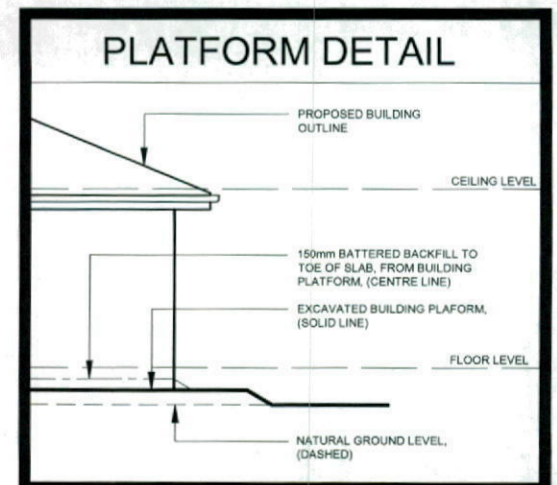 PLATFORM DETAIL
PROPOSED BUILDING
OUTLINE
CEILING LEVEL
150mm BATTERED BACKFILL TO
TOE OF SLAB, FROM BUILDING
PLATFORM, (CENTRE LINE)
EXCAVATED BUILDING PLAFORM,
(SOLID LINE)
FLOOR LEVEL
NATURAL GROUND LEVEL,
(DASHED)